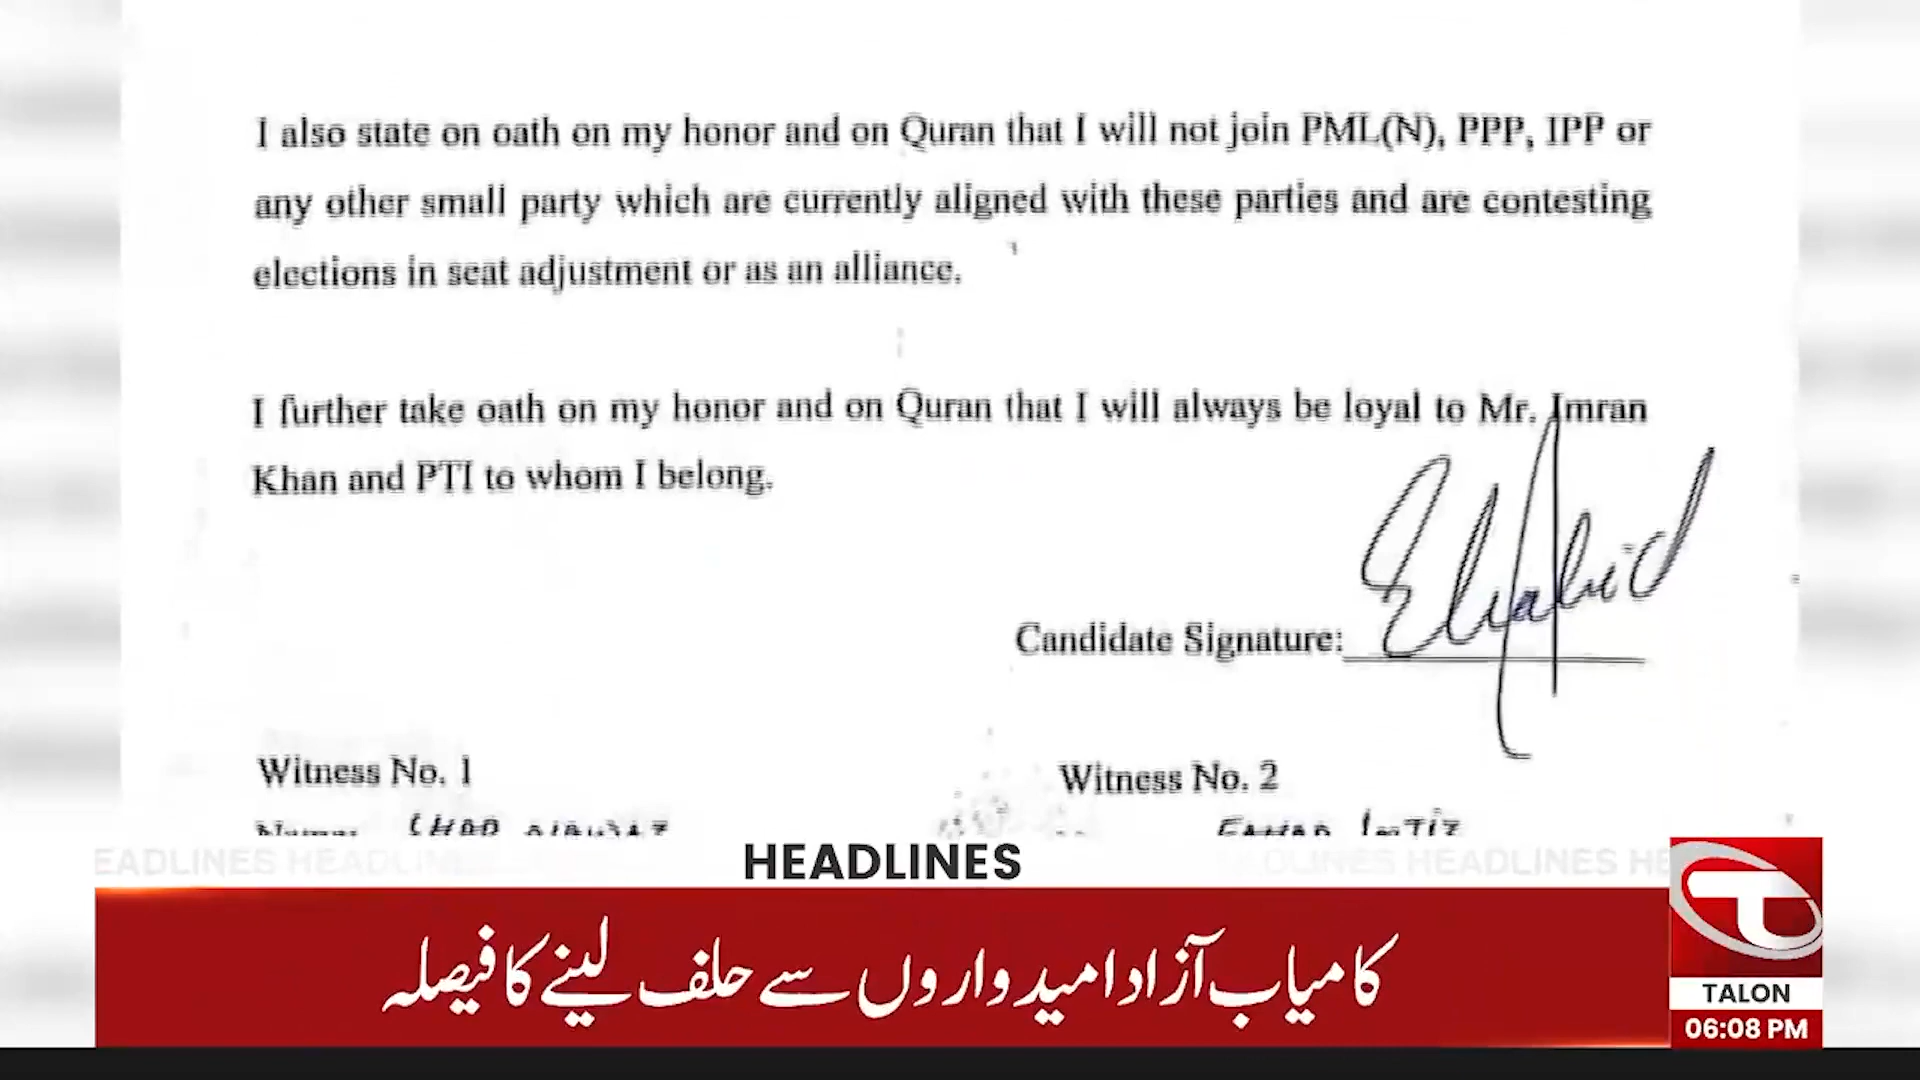 I also state on oath on my honor and on Quran that I will not join PML(N), PPP, IPP or
any other small party which are currently aligned with these parties and are contesting
elections in seat adjustment or as an alliance.
I further take oath on my honor and on Quran that I will always be loyal to Mr. Imran
Khan and PTI to whom I belong.
Candidate Signature:
Witness No. 1
Witness No. 2
HEADLINES
کامیاب آزاد امیدواروں سے حلف لینے کا فیصلہ
TALON
06:08 PM